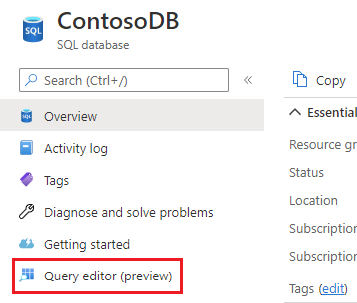 ContosoDB
SQL
SQL database
Search (Ctrl+/)
«
Copy
Overview
Activity log
Tags
Diagnose and solve problems
Getting started
Query editor (preview)
Essential
Resource gr
Status
Location
Subscription
Subscription
Tags (edit)